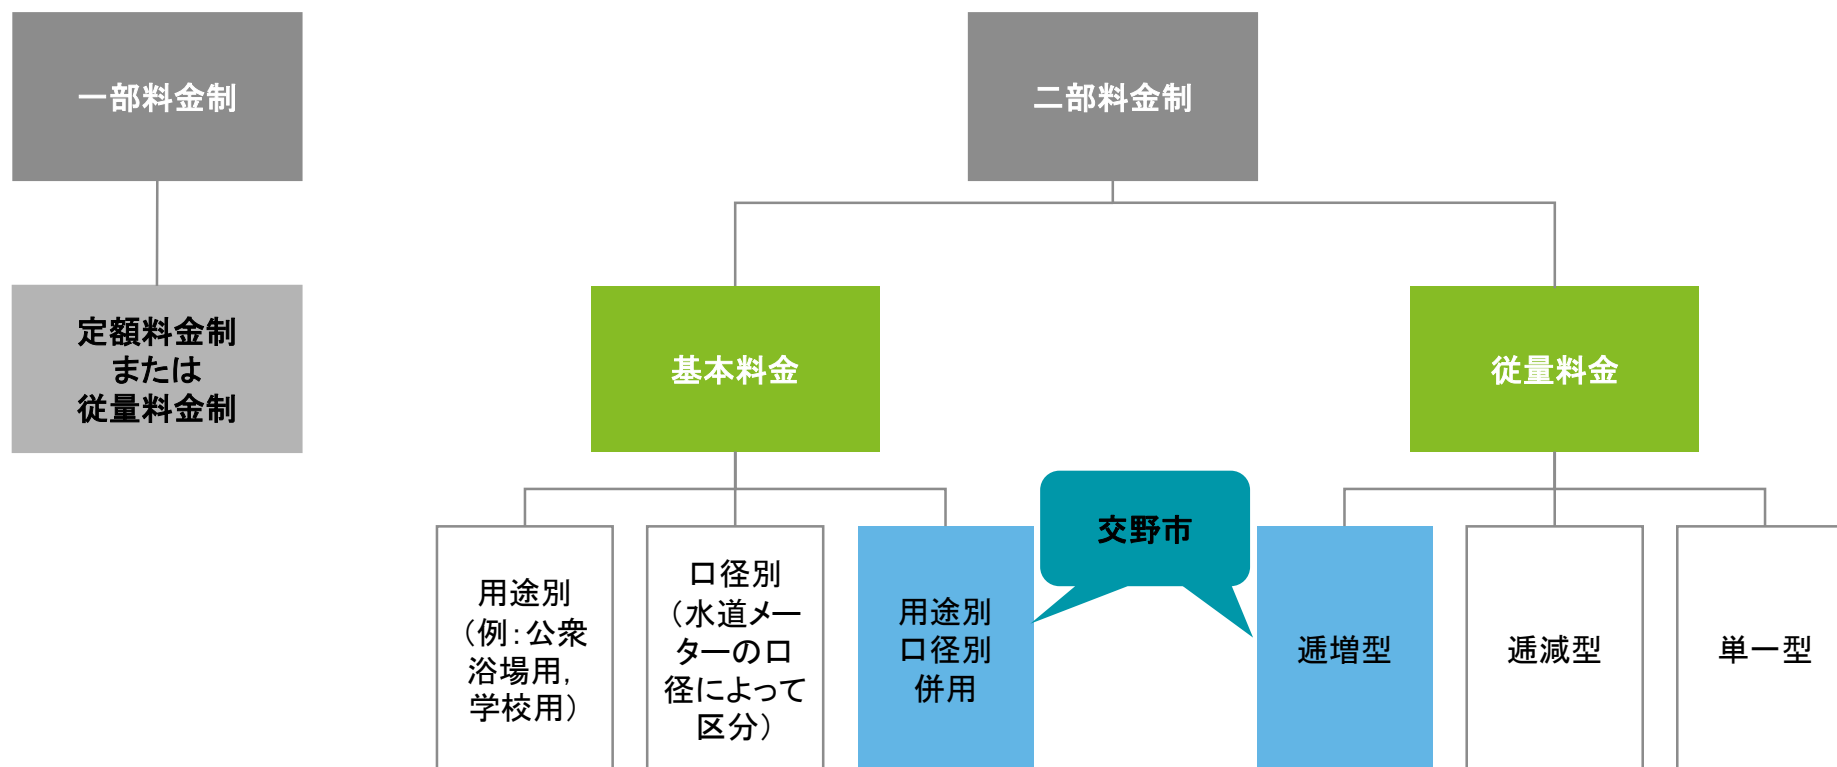 一部料金制
二部料金制
定額料金制
または
従量料金制
基本料金
従量料金
交野市
用途別
（例：公衆
浴場用，
学校用）
口径別
（水道メー
ターの口
径によって
区分）
用途別
口径別
併用
逓増型
逓減型
単一型